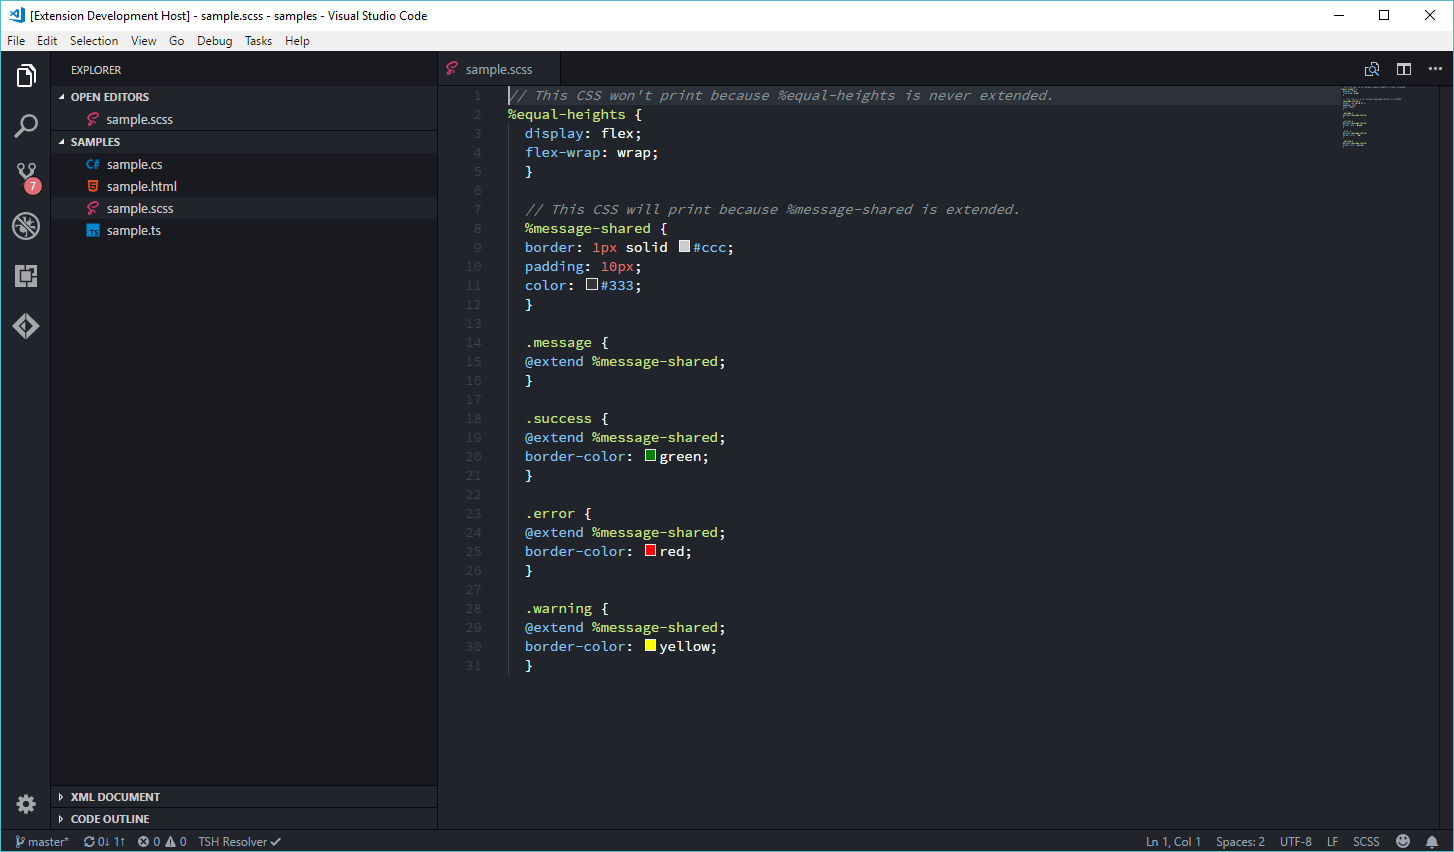 [Extension Development Host] - sample.scss - samples - Visual Studio Code
File Edit Selection View Go Debug Tasks Help
EXPLORER
OPEN EDITORS
sample.scss
SAMPLES
C# sample.cs
5 sample.html
sample.scss
TS sample.ts
7
XML DOCUMENT
CODE OUTLINE
sample.scss
1 // This CSS won't print because %equal-heights is never extended.
2 %equal-heights {
3 display: flex;
4 flex-wrap: wrap;
5 }
6
7 // This CSS will print because %message-shared is extended.
8 %message-shared {
9 border: 1px solid #ccc;
10 padding: 10px;
11 color: #333;
12 }
13
14 .message {
15 @extend %message-shared;
16 }
17
18 .success {
19 @extend %message-shared;
20 border-color: green;
21 }
22
23 .error {
24 @extend %message-shared;
25 border-color: red;
26 }
27
28 .warning {
29 @extend %message-shared;
30 border-color: yellow;
31 }
master* 0↓ 1↑ 0 0 TSH Resolver ✓ Ln 1, Col 1 Spaces: 2 UTF-8 LF SCSS